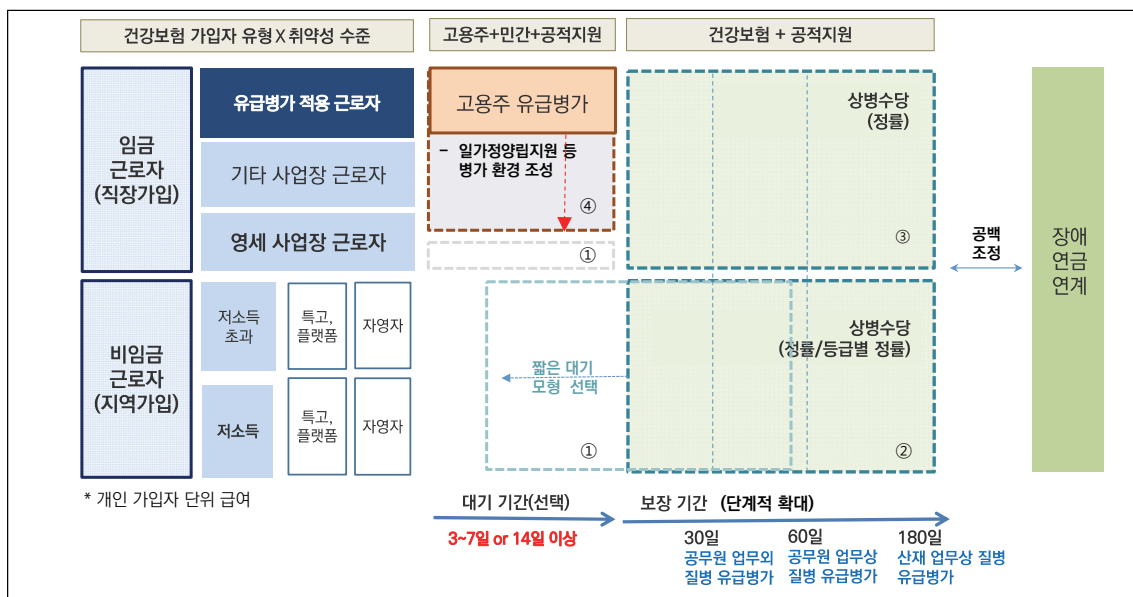 건강보험 가입자 유형 X 취약성 수준
고용주+민간+공적지원
건강보험 + 공적지원
임금
근로자
(직장가입)
유급병가 적용 근로자
기타 사업장 근로자
영세 사업장 근로자
고용주 유급병가
- 일가정양립지원 등
병가 환경 조성
④
①
상병수당
(정률)
③
공백
조정
장애
연금
연계
비임금
근로자
(지역가입)
저소득
초과
특고,
플랫폼
자영자
저소득
특고,
플랫폼
자영자
짧은 대기
모형 선택
①
상병수당
(정률/등급별 정률)
②
* 개인 가입자 단위 급여
대기 기간(선택)
3~7일 or 14일 이상
보장 기간 (단계적 확대)
30일
공무원 업무외
질병 유급병가
60일
공무원 업무상
질병 유급병가
180일
산재 업무상 질병
유급병가